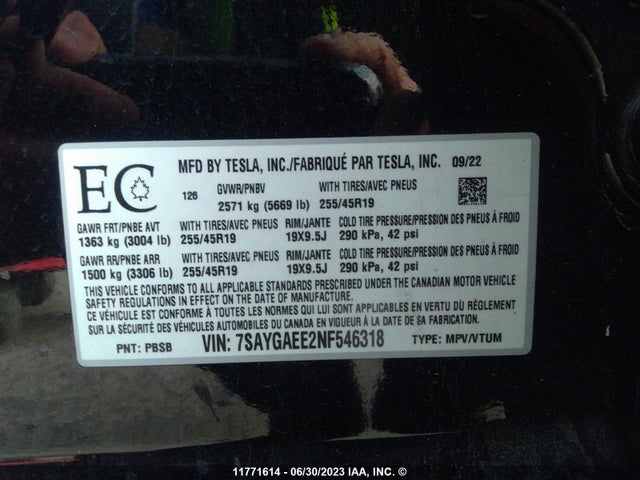 EC
MFD BY TESLA, INC./FABRIQUÉ PAR TESLA, INC. 09/22
126 GVWR/PNBV WITH TIRES/AVEC PNEUS
2571 kg (5669 lb) 255/45R19
GAWR FRT/PNBE AVT WITH TIRES/AVEC PNEUS RIM/JANTE COLD TIRE PRESSURE/PRESSION DES PNEUS À FROID
1363 kg (3004 lb) 255/45R19 19X9.5J 290 kPa, 42 psi
GAWR RR/PNBE ARR WITH TIRES/AVEC PNEUS RIM/JANTE COLD TIRE PRESSURE/PRESSION DES PNEUS À FROID
1500 kg (3306 lb) 255/45R19 19X9.5J 290 kPa, 42 psi
THIS VEHICLE CONFORMS TO ALL APPLICABLE STANDARDS PRESCRIBED UNDER THE CANADIAN MOTOR VEHICLE
SAFETY REGULATIONS IN EFFECT ON THE DATE OF MANUFACTURE.
CE VÉHICULE EST CONFORME À TOUTES LES NORMES QUI LUI SONT APPLICABLES EN VERTU DU RÈGLEMENT
SUR LA SÉCURITÉ DES VÉHICULES AUTOMOBILES DU CANADA EN VIGUEUR À LA DATE DE SA FABRICATION.
PNT: PBSB VIN: 7SAYGAEE2NF546318 TYPE: MPV/VTUM
11771614 - 06/30/2023 IAA, INC. ©